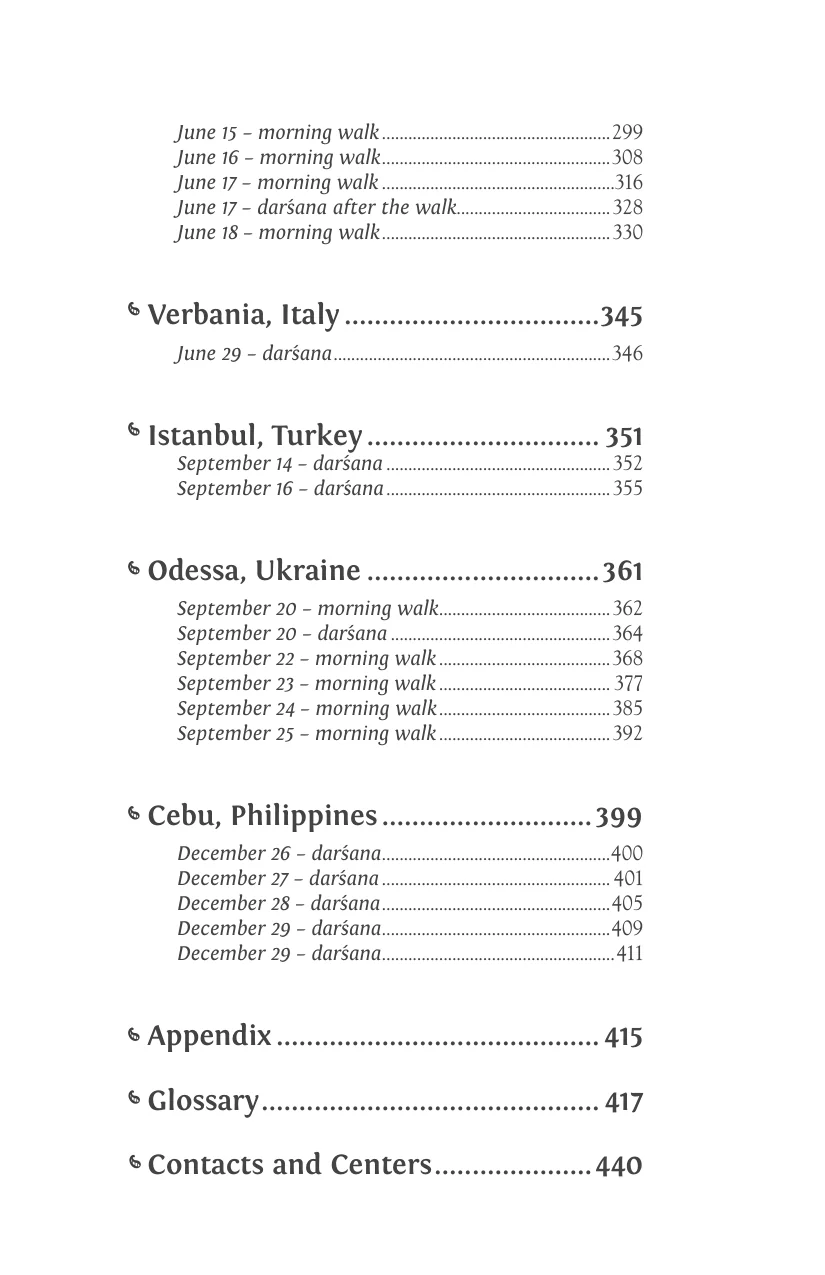 June 15 – morning walk....................................................299
June 16 – morning walk....................................................308
June 17 – morning walk....................................................316
June 17 – darśana after the walk...................................328
June 18 – morning walk....................................................330
Verbania, Italy..................................345
June 29 – darśana...............................................................346
Istanbul, Turkey............................... 351
September 14 – darśana...................................................352
September 16 – darśana...................................................355
Odessa, Ukraine ...............................361
September 20 – morning walk.......................................362
September 20 – darśana ..................................................364
September 22 – morning walk.......................................368
September 23 – morning walk....................................... 377
September 24 – morning walk.......................................385
September 25 – morning walk.......................................392
Cebu, Philippines............................399
December 26 – darśana....................................................400
December 27 – darśana.................................................... 401
December 28 – darśana....................................................405
December 29 – darśana....................................................409
December 29 – darśana.....................................................411
Appendix........................................... 415
Glossary............................................. 417
Contacts and Centers.....................440